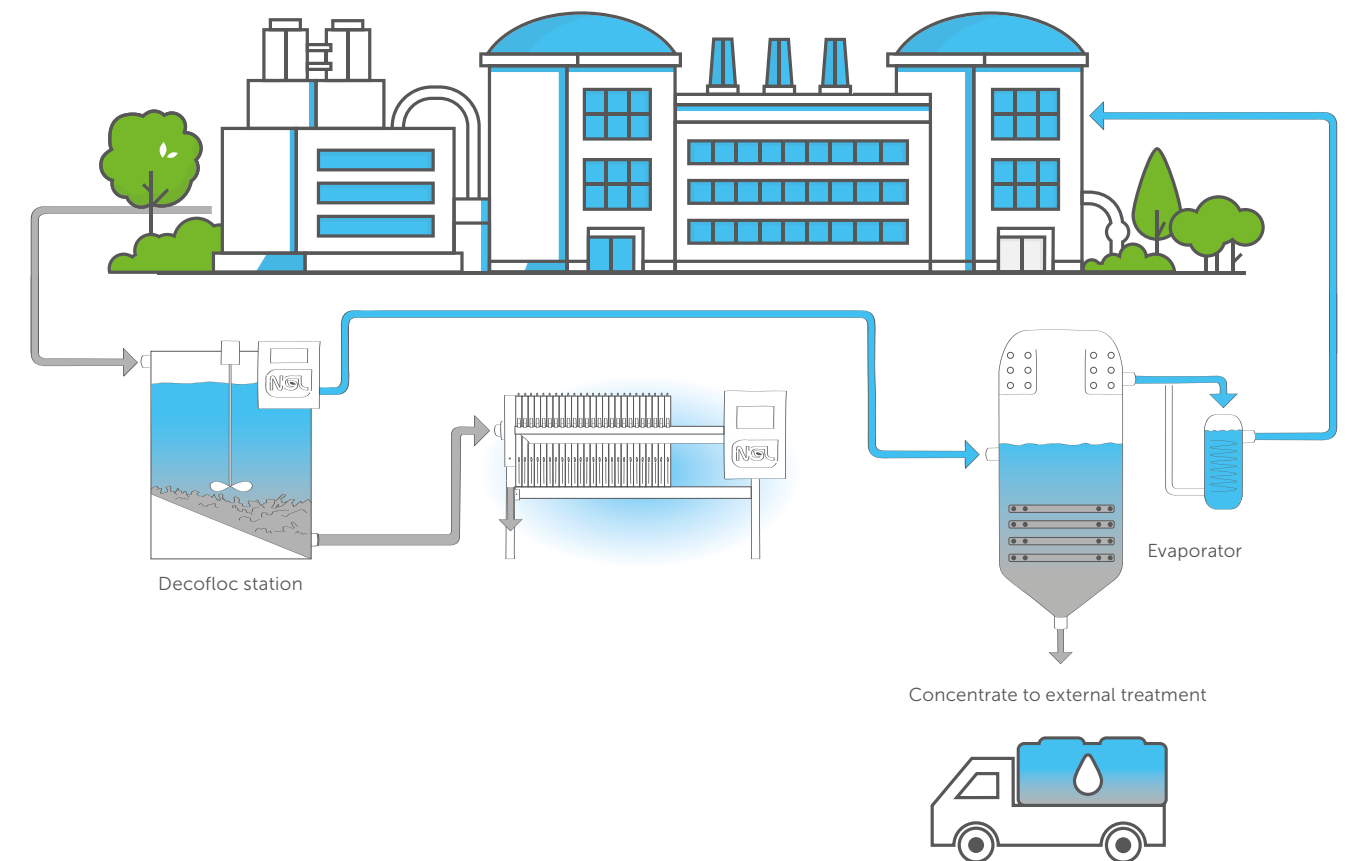 NGL
NGL
Decofloc station
Evaporator
Concentrate to external treatment